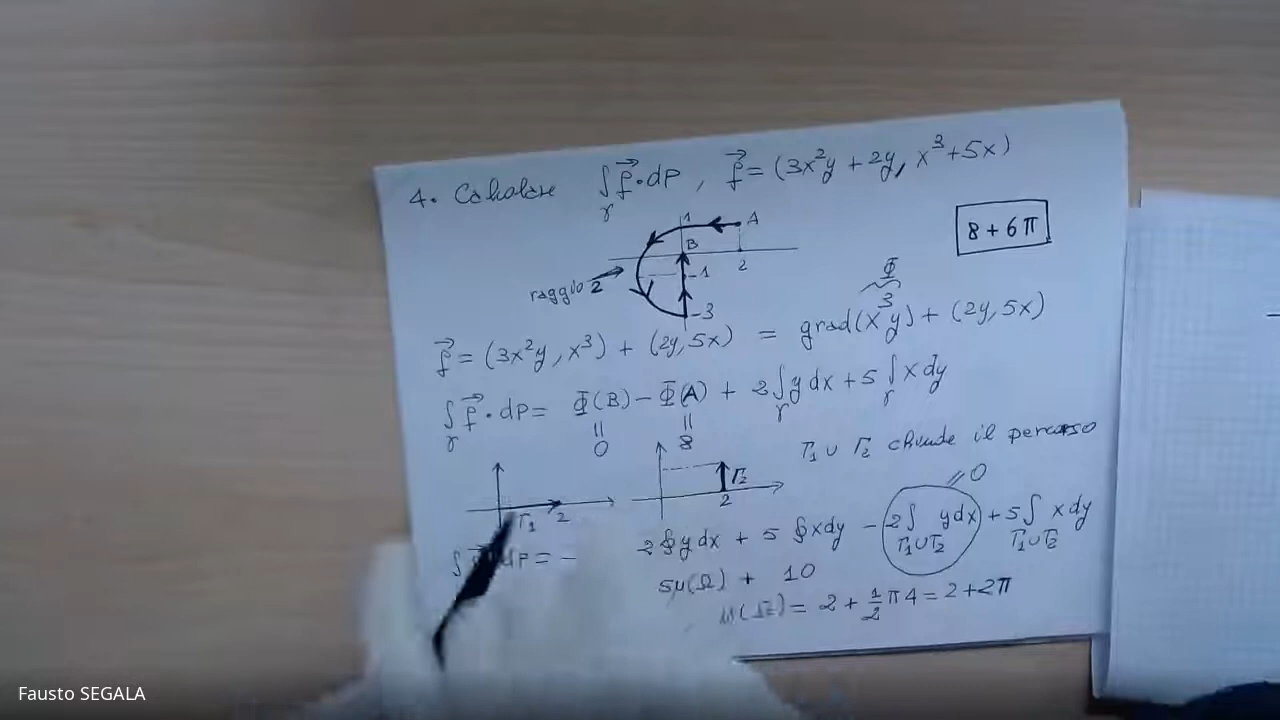 4. Calcolare ∫γ f⃗ • dP , f⃗ = (3x²y + 2y, x³+5x)
8 + 6π
1 A
B
2
-1
raggio 2
-3
Φ
f⃗ = (3x²y, x³) + (2y, 5x) = grad(x³y) + (2y, 5x)
∫γ f⃗ • dP = Φ(B) - Φ(A) + 2∫γ y dx + 5 ∫γ x dy
0 8
Γ1 ∪ Γ2 chiude il percorso
Γ1 2
Γ2
2
∫ dP = -
2∮y dx + 5 ∮x dy - 2∫Γ1∪Γ2 y dx + 5∫Γ1∪Γ2 x dy
= 0
5μ(Ω) + 10
= 2 + ½ π 4 = 2 + 2π
Fausto SEGALA